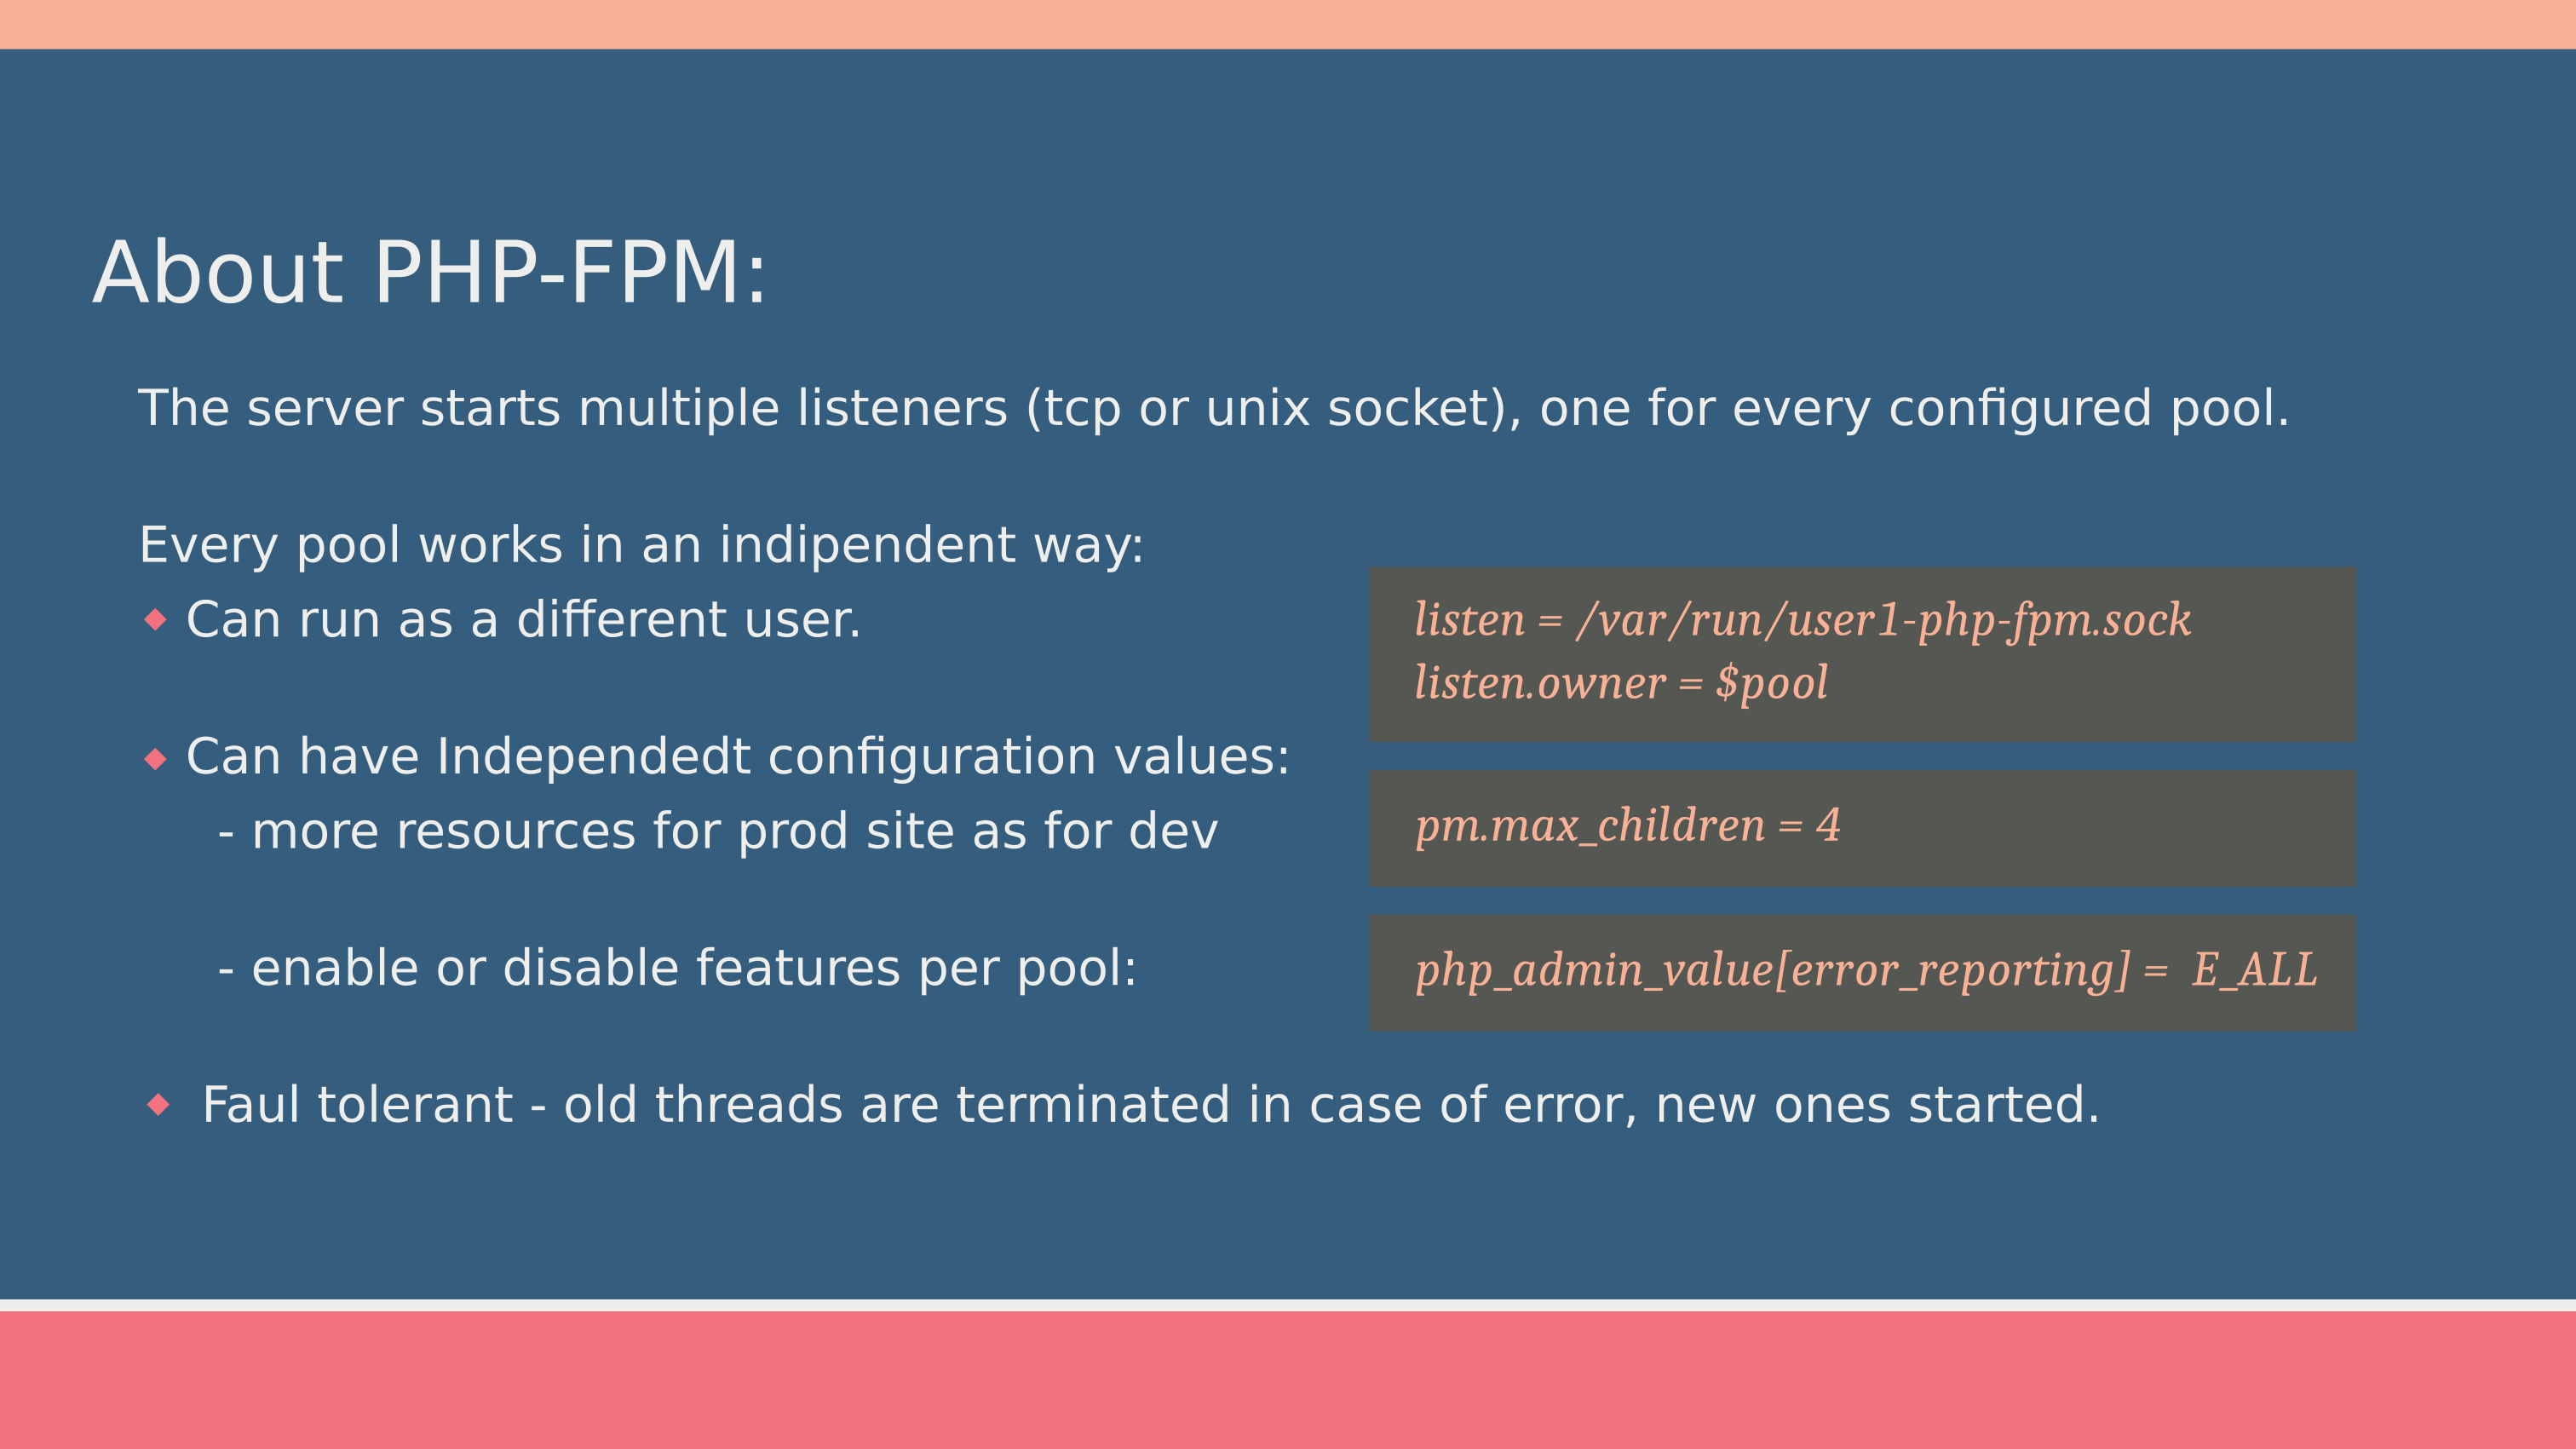 About PHP-FPM:
The server starts multiple listeners (tcp or unix socket), one for every configured pool.
Every pool works in an indipendent way:
Can run as a different user.
listen = /var/run/user1-php-fpm.sock
listen.owner = $pool
Can have Independedt configuration values:
- more resources for prod site as for dev
pm.max_children = 4
- enable or disable features per pool:
php_admin_value[error_reporting] =  E_ALL
Faul tolerant - old threads are terminated in case of error, new ones started.